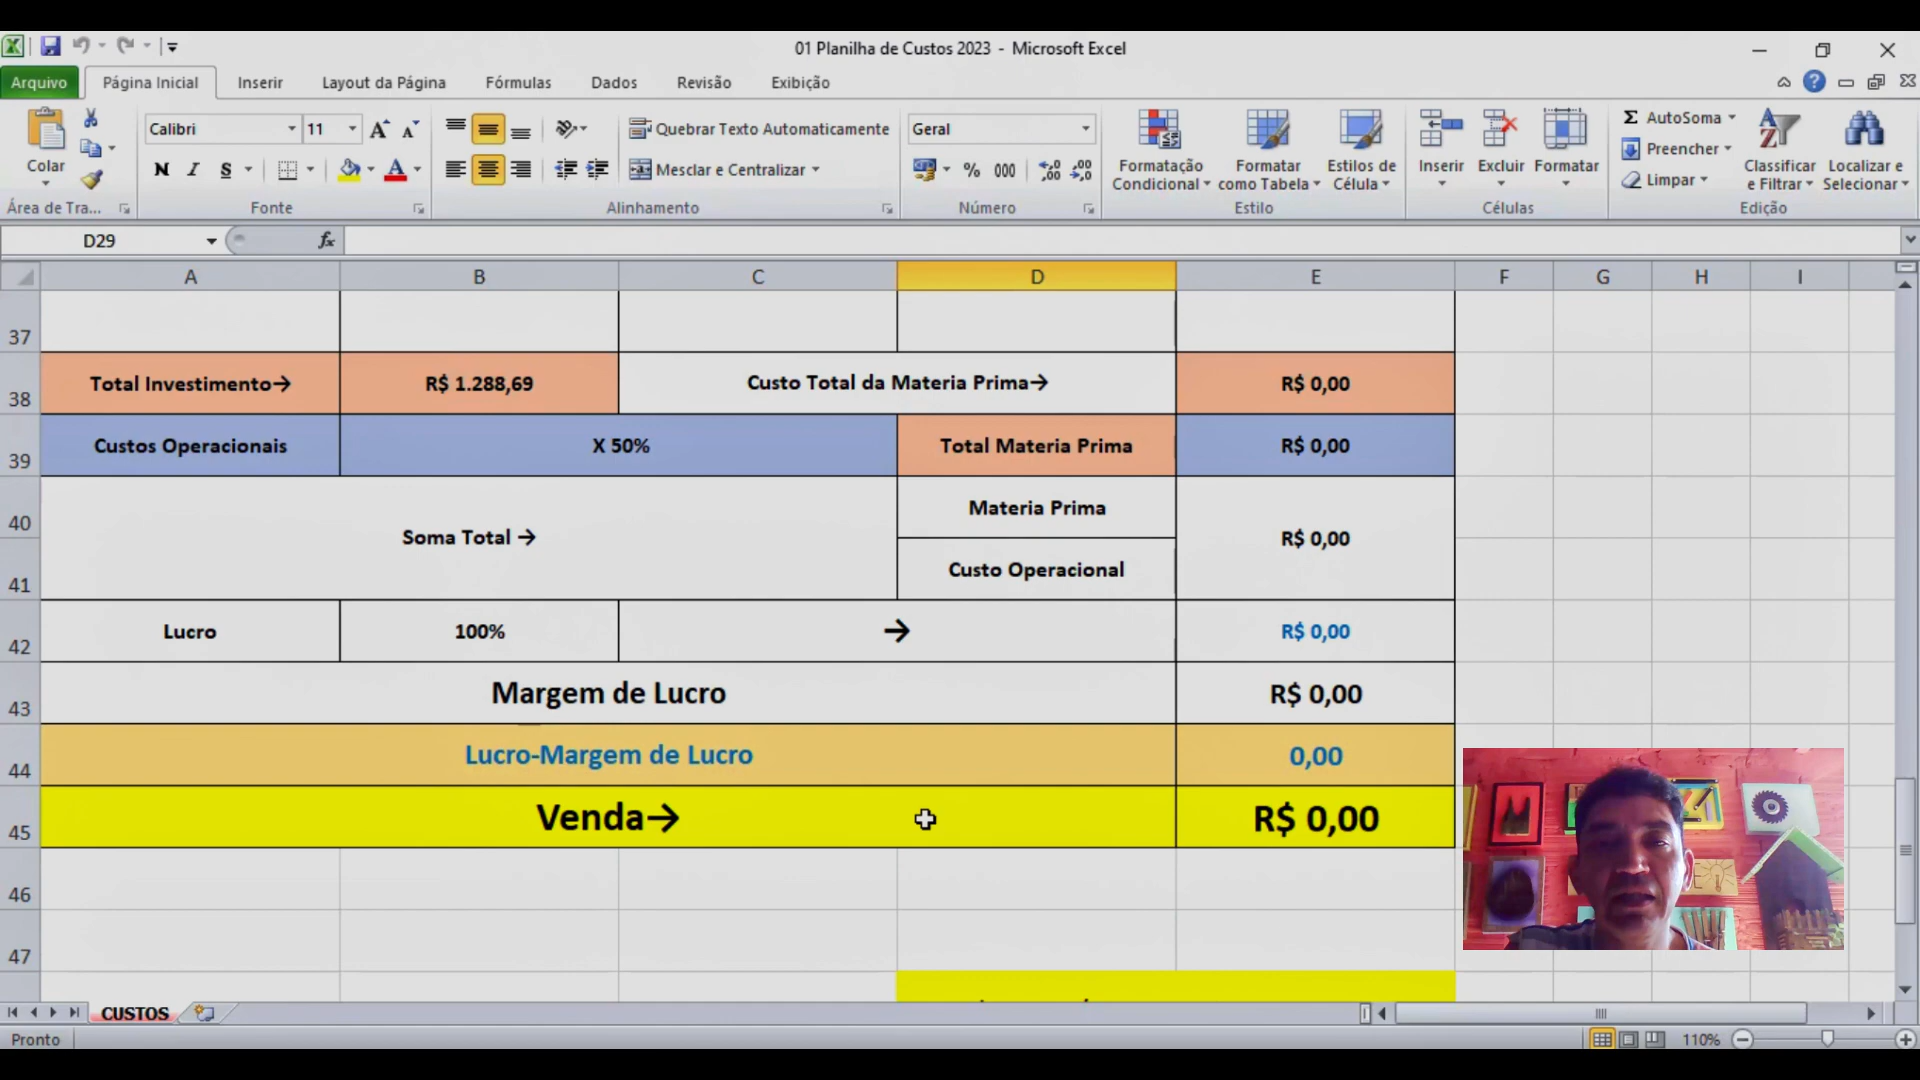 01 Planilha de Custos 2023 - Microsoft Excel
Arquivo Página Inicial Inserir Layout da Página Fórmulas Dados Revisão Exibição
Colar
Área de Tra...
Calibri 11
N I S
Fonte
Quebrar Texto Automaticamente
Mesclar e Centralizar
Alinhamento
Geral
% 000
Número
Formatação Condicional
Formatar como Tabela
Estilos de Célula
Estilo
Inserir Excluir Formatar
Células
Σ AutoSoma
Preencher
Limpar
Classificar e Filtrar
Localizar e Selecionar
Edição
D29 fx
A B C D E F G H I
37
38 Total Investimento→ R$ 1.288,69 Custo Total da Materia Prima→ R$ 0,00
39 Custos Operacionais X 50% Total Materia Prima R$ 0,00
40 Soma Total → Materia Prima R$ 0,00
41 Custo Operacional
42 Lucro 100% → R$ 0,00
43 Margem de Lucro R$ 0,00
44 Lucro-Margem de Lucro 0,00
45 Venda→ R$ 0,00
46
47
CUSTOS
Pronto 110%